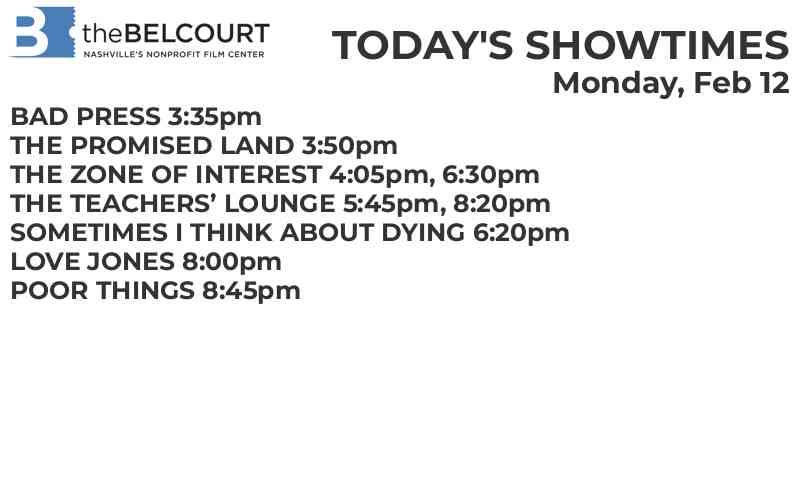 B theBELCOURT
NASHVILLE'S NONPROFIT FILM CENTER
TODAY'S SHOWTIMES
Monday, Feb 12
BAD PRESS 3:35pm
THE PROMISED LAND 3:50pm
THE ZONE OF INTEREST 4:05pm, 6:30pm
THE TEACHERS’ LOUNGE 5:45pm, 8:20pm
SOMETIMES I THINK ABOUT DYING 6:20pm
LOVE JONES 8:00pm
POOR THINGS 8:45pm